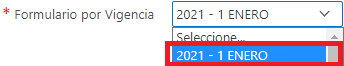 * Formulario por Vigencia 2021 - 1 ENERO
Seleccione...
2021 - 1 ENERO